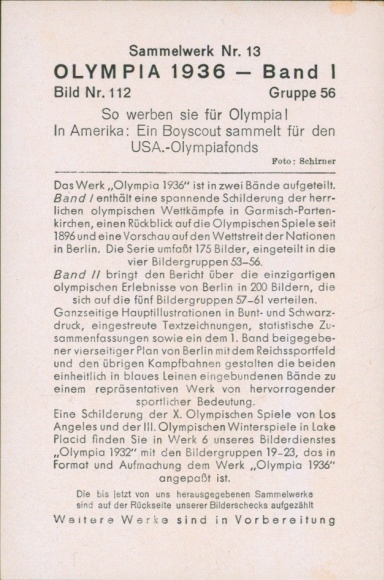 Sammelwerk Nr. 13
OLYMPIA 1936 — Band I
Bild Nr. 112 Gruppe 56
So werben sie für Olympia!
In Amerika: Ein Boyscout sammelt für den
USA.-Olympiafonds
Foto: Schirner
Das Werk „Olympia 1936“ ist in zwei Bände aufgeteilt.
Band I enthält eine spannende Schilderung der herr-
lichen olympischen Wettkämpfe in Garmisch-Parten-
kirchen, einen Rückblick auf die Olympischen Spiele seit
1896 und eine Vorschau auf den Wettstreit der Nationen
in Berlin. Die Serie umfaßt 175 Bilder, eingeteilt in die
vier Bildergruppen 53–56.
Band II bringt den Bericht über die einzigartigen
olympischen Erlebnisse von Berlin in 200 Bildern, die
sich auf die fünf Bildergruppen 57–61 verteilen.
Ganzseitige Hauptillustrationen in Bunt- und Schwarz-
druck, eingestreute Textzeichnungen, statistische Zu-
sammenfassungen sowie ein dem 1. Band beigegebe-
ner vierseitiger Plan von Berlin mit dem Reichssportfeld
und den übrigen Kampfbahnen gestalten die beiden
einheitlich in blaues Leinen eingebundenen Bände zu
einem repräsentativen Werk von hervorragender
sportlicher Bedeutung.
Eine Schilderung der X. Olympischen Spiele von Los
Angeles und der III. Olympischen Winterspiele in Lake
Placid finden Sie in Werk 6 unseres Bilderdienstes
„Olympia 1932“ mit den Bildergruppen 19–23, das in
Format und Aufmachung dem Werk „Olympia 1936“
angepaßt ist.
Die bis jetzt von uns herausgegebenen Sammelwerke
sind auf der Rückseite unserer Bilderschecks aufgezählt
Weitere Werke sind in Vorbereitung